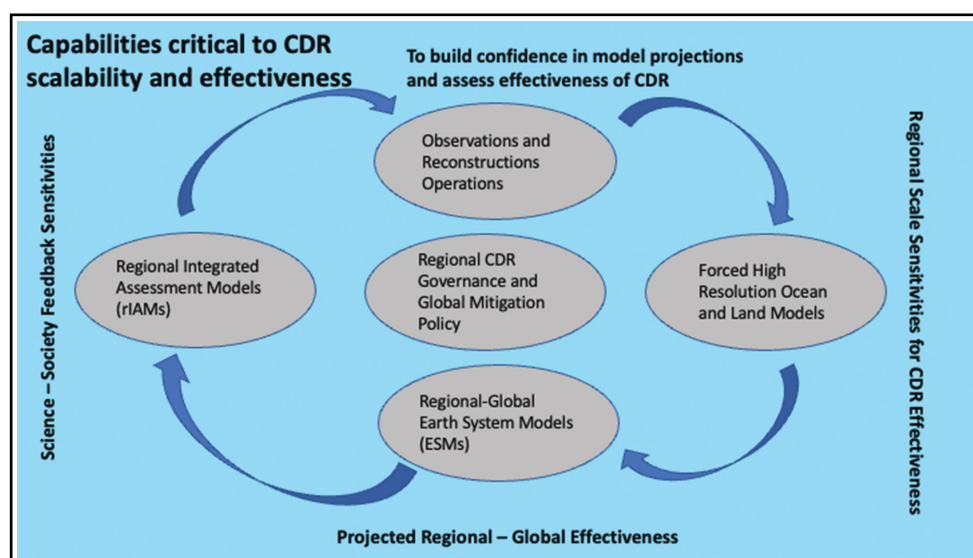 Capabilities critical to CDR
scalability and effectiveness
To build confidence in model projections
and assess effectiveness of CDR
Observations and
Reconstructions
Operations
Science – Society Feedback Sensitivities
Regional Integrated
Assessment Models
(rIAMs)
Regional CDR
Governance and
Global Mitigation
Policy
Forced High
Resolution Ocean
and Land Models
Regional Scale Sensitivities for CDR Effectiveness
Regional-Global
Earth System Models
(ESMs)
Projected Regional – Global Effectiveness